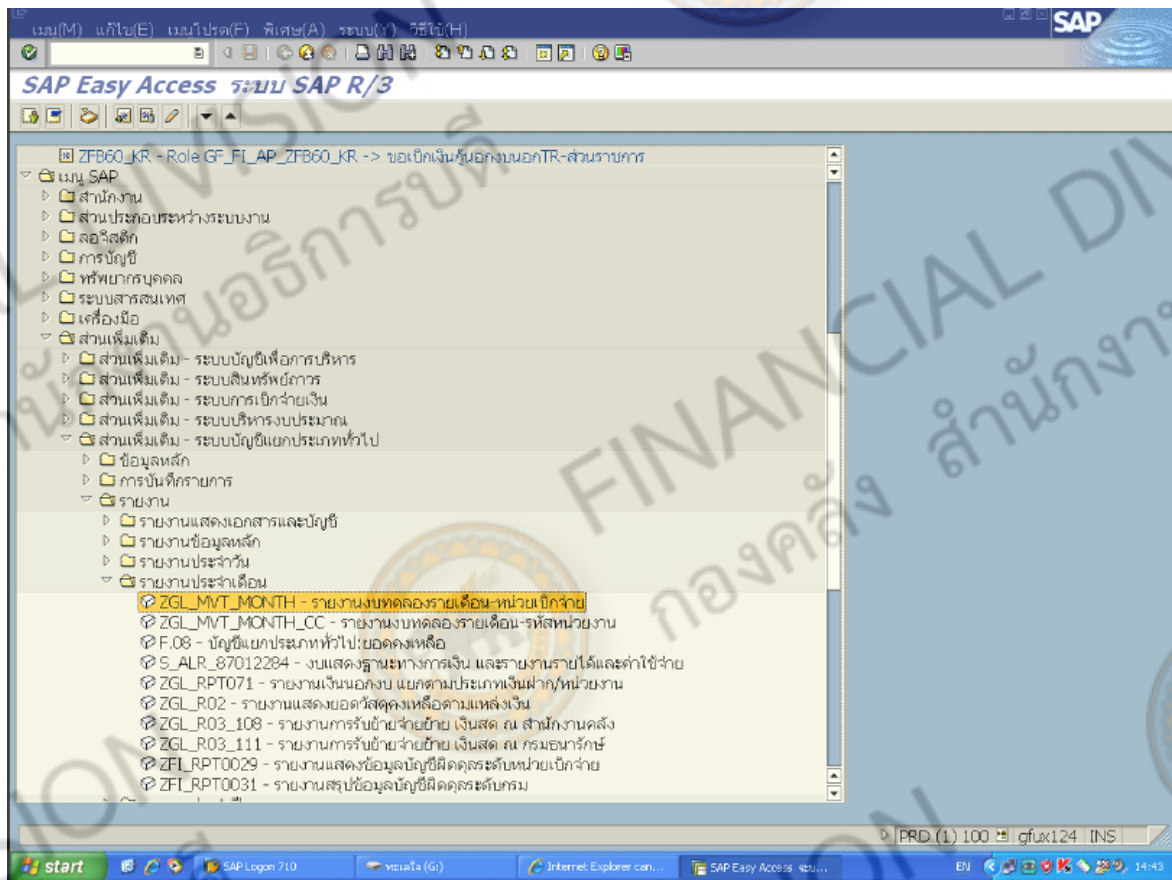 เมนู(M) แก้ไข(E) เมนูโปรด(F) พิเศษ(A) ระบบ(Y) วิธีใช้(H)
SAP
SAP Easy Access ระบบ SAP R/3
ZFB60_KR - Role GF_FI_AP_ZFB60_KR -> ขอเบิกเงินกู้นอกงบนอกTR-ส่วนราชการ
เมนู SAP
สำนักงาน
ส่วนประกอบระหว่างระบบงาน
ลอจิสติก
การบัญชี
ทรัพยากรบุคคล
ระบบสารสนเทศ
เครื่องมือ
ส่วนเพิ่มเติม
ส่วนเพิ่มเติม - ระบบบัญชีเพื่อการบริหาร
ส่วนเพิ่มเติม - ระบบสินทรัพย์ถาวร
ส่วนเพิ่มเติม - ระบบการเบิกจ่ายเงิน
ส่วนเพิ่มเติม - ระบบบริหารงบประมาณ
ส่วนเพิ่มเติม - ระบบบัญชีแยกประเภททั่วไป
ข้อมูลหลัก
การบันทึกรายการ
รายงาน
รายงานแสดงเอกสารและบัญชี
รายงานข้อมูลหลัก
รายงานประจำวัน
รายงานประจำเดือน
ZGL_MVT_MONTH - รายงานงบทดลองรายเดือน-หน่วยเบิกจ่าย
ZGL_MVT_MONTH_CC - รายงานงบทดลองรายเดือน-รหัสหน่วยงาน
F.08 - บัญชีแยกประเภททั่วไป:ยอดคงเหลือ
S_ALR_87012284 - งบแสดงฐานะทางการเงิน และรายงานรายได้และค่าใช้จ่าย
ZGL_RPT071 - รายงานเงินนอกงบ แยกตามประเภทเงินฝาก/หน่วยงาน
ZGL_R02 - รายงานแสดงยอดวัสดุคงเหลือตามแหล่งเงิน
ZGL_R03_108 - รายงานการรับย้ายจ่ายย้าย เงินสด ณ สำนักงานคลัง
ZGL_R03_111 - รายงานการรับย้ายจ่ายย้าย เงินสด ณ กรมธนารักษ์
ZFI_RPT0029 - รายงานแสดงข้อมูลบัญชีผิดดุลระดับหน่วยเบิกจ่าย
ZFI_RPT0031 - รายงานสรุปข้อมูลบัญชีผิดดุลระดับกรม
PRD (1) 100 gfux124 INS
start SAP Logon 710 (G:) Internet Explorer can... SAP Easy Access ระบ... EN 14:43
FINANCIAL DIVISION
กองคลัง สำนักงานอธิการบดี